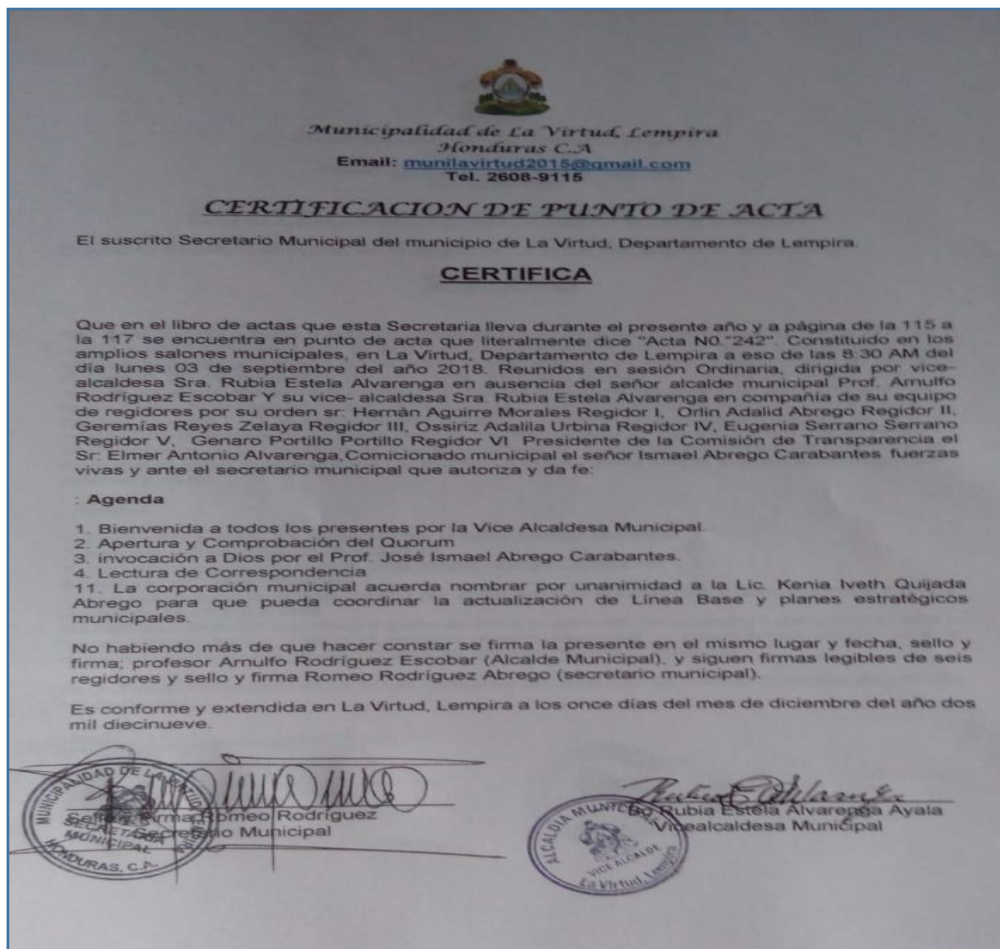 Municipalidad de La Virtud, Lempira
Honduras C.A
Email: munilavirtud2015@gmail.com
Tel. 2608-9115
CERTIFICACION DE PUNTO DE ACTA
El suscrito Secretario Municipal del municipio de La Virtud, Departamento de Lempira.
CERTIFICA
Que en el libro de actas que esta Secretaria lleva durante el presente año y a página de la 115 a
la 117 se encuentra en punto de acta que literalmente dice "Acta N0."242". Constituido en los
amplios salones municipales, en La Virtud, Departamento de Lempira a eso de las 8:30 AM del
día lunes 03 de septiembre del año 2018. Reunidos en sesión Ordinaria, dirigida por vice-
alcaldesa Sra. Rubia Estela Alvarenga en ausencia del señor alcalde municipal Prof. Arnulfo
Rodríguez Escobar Y su vice- alcaldesa Sra. Rubia Estela Alvarenga en compañía de su equipo
de regidores por su orden sr: Hernán Aguirre Morales Regidor I, Orlin Adalid Abrego Regidor II,
Geremías Reyes Zelaya Regidor III, Ossiriz Adalila Urbina Regidor IV, Eugenia Serrano Serrano
Regidor V, Genaro Portillo Portillo Regidor VI Presidente de la Comisión de Transparencia el
Sr: Elmer Antonio Alvarenga,Comicionado municipal el señor Ismael Abrego Carabantes fuerzas
vivas y ante el secretario municipal que autoriza y da fe:
: Agenda
1. Bienvenida a todos los presentes por la Vice Alcaldesa Municipal.
2. Apertura y Comprobación del Quorum
3. invocación a Dios por el Prof. José Ismael Abrego Carabantes.
4. Lectura de Correspondencia
11. La corporación municipal acuerda nombrar por unanimidad a la Lic. Kenia Iveth Quijada
Abrego para que pueda coordinar la actualización de Línea Base y planes estratégicos
municipales.
No habiendo más de que hacer constar se firma la presente en el mismo lugar y fecha, sello y
firma; profesor Arnulfo Rodríguez Escobar (Alcalde Municipal). y siguen firmas legibles de seis
regidores y sello y firma Romeo Rodríguez Abrego (secretario municipal).
Es conforme y extendida en La Virtud, Lempira a los once días del mes de diciembre del año dos
mil diecinueve.
Romeo Rodríguez
Secretario Municipal
MUNICIPALIDAD DE LA VIRTUD
SECRETARIA
MUNICIPAL
HONDURAS, C.A.
Rubia Estela Alvarenga Ayala
Vicealcaldesa Municipal
ALCALDIA
VICE ALCALDE
La Virtud, Lempira